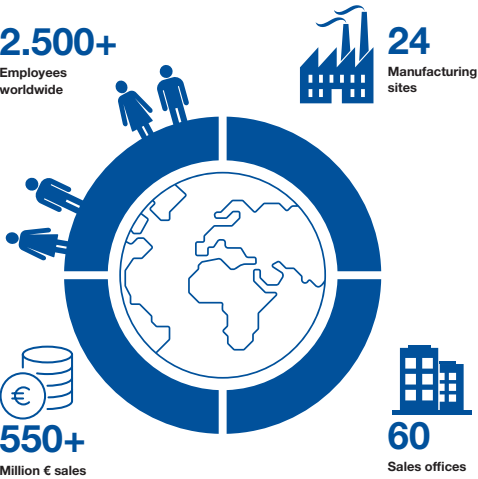 2.500+
Employees
worldwide
24
Manufacturing
sites
€
550+
Million € sales
60
Sales offices